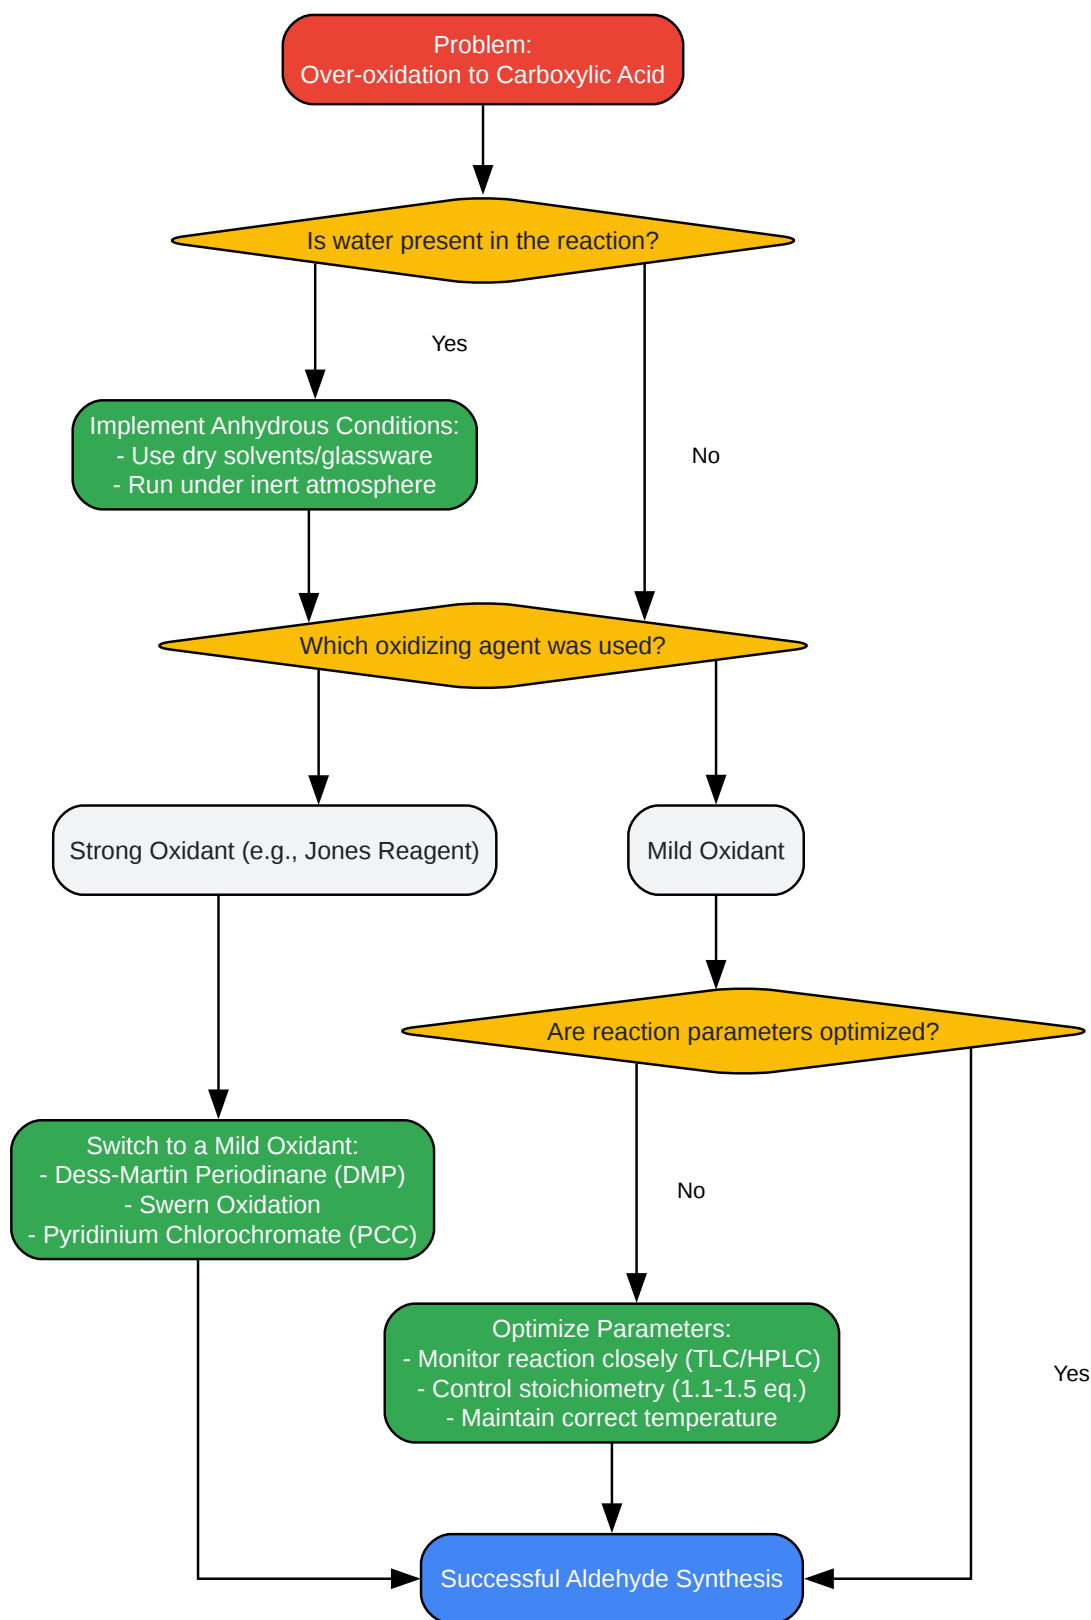 Problem:
Over-oxidation to Carboxylic Acid
Is water present in the reaction?
Yes
Implement Anhydrous Conditions:
- Use dry solvents/glassware
- Run under inert atmosphere
No
Which oxidizing agent was used?
Strong Oxidant (e.g., Jones Reagent)
Mild Oxidant
Are reaction parameters optimized?
Switch to a Mild Oxidant:
- Dess-Martin Periodinane (DMP)
- Swern Oxidation
- Pyridinium Chlorochromate (PCC)
No
Optimize Parameters:
- Monitor reaction closely (TLC/HPLC)
- Control stoichiometry (1.1-1.5 eq.)
- Maintain correct temperature
Yes
Successful Aldehyde Synthesis